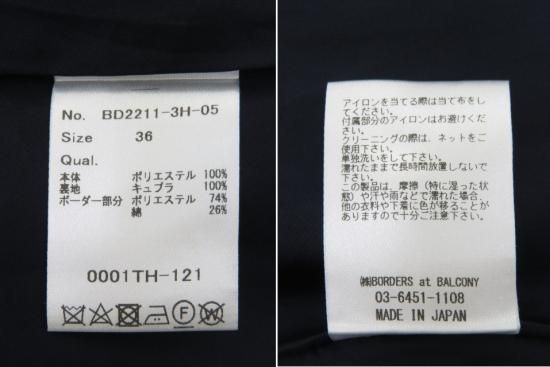 No. BD2211-3H-05
Size 36
Qual.
本体 ポリエステル 100%
裏地 キュプラ 100%
ボーダー部分 ポリエステル 74%
綿 26%
0001TH-121
アイロンを当てる際は当て布をし
てください。
付属部分のアイロンはお避けくださ
い。
クリーニングの際は、ネットをご
使用下さい。
単独洗いをして下さい。
濡れたままで長時間放置しないで
下さい。
この製品は、摩擦（特に湿った状
態）や汗や雨などで濡れた場合、
他の衣料や下着に色が移ることが
ありますので十分ご注意下さい。
㈱BORDERS at BALCONY
03-6451-1108
MADE IN JAPAN